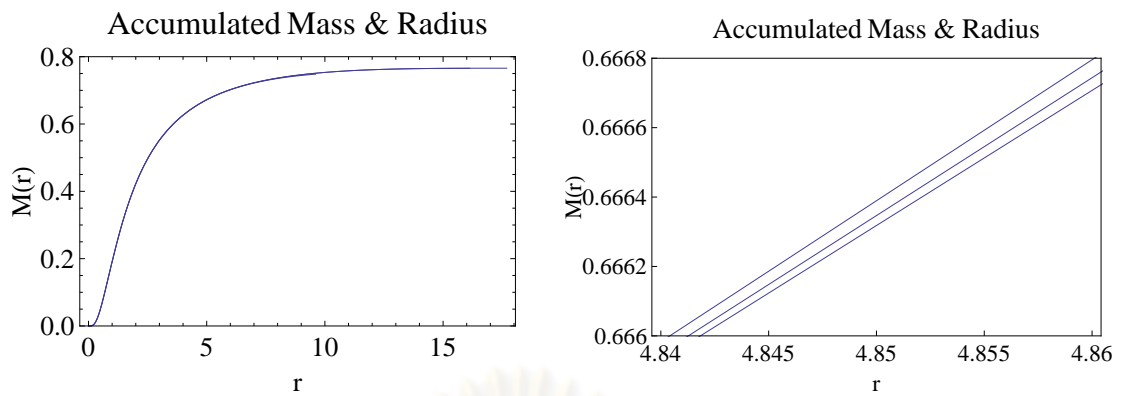 Accumulated Mass & Radius
0.8
0.6
0.4
0.2
0.0
M(r)
0 5 10 15
r
Accumulated Mass & Radius
0.6668
0.6666
0.6664
0.6662
0.666
M(r)
4.84 4.845 4.85 4.855 4.86
r